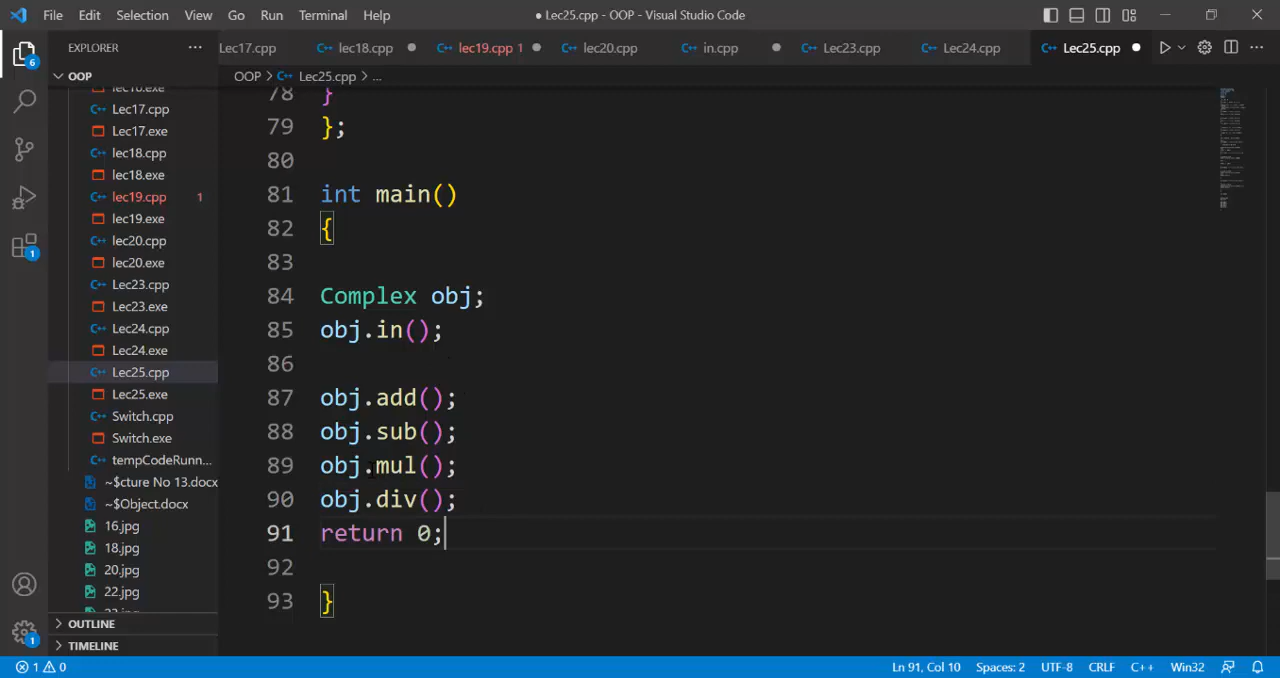 File Edit Selection View Go Run Terminal Help
● Lec25.cpp - OOP - Visual Studio Code
EXPLORER ···
Lec17.cpp lec18.cpp lec19.cpp 1 lec20.cpp in.cpp Lec23.cpp Lec24.cpp Lec25.cpp
OOP
OOP > Lec25.cpp > ...
Lec17.cpp
Lec17.exe
lec18.cpp
lec18.exe
lec19.cpp 1
lec19.exe
lec20.cpp
lec20.exe
Lec23.cpp
Lec23.exe
Lec24.cpp
Lec24.exe
Lec25.cpp
Lec25.exe
Switch.cpp
Switch.exe
tempCodeRunn...
~$cture No 13.docx
~$Object.docx
16.jpg
18.jpg
20.jpg
22.jpg
OUTLINE
TIMELINE
78 }
79 };
80
81 int main()
82 {
83
84 Complex obj;
85 obj.in();
86
87 obj.add();
88 obj.sub();
89 obj.mul();
90 obj.div();
91 return 0;
92
93 }
6
1
1
1 0
Ln 91, Col 10 Spaces: 2 UTF-8 CRLF C++ Win32